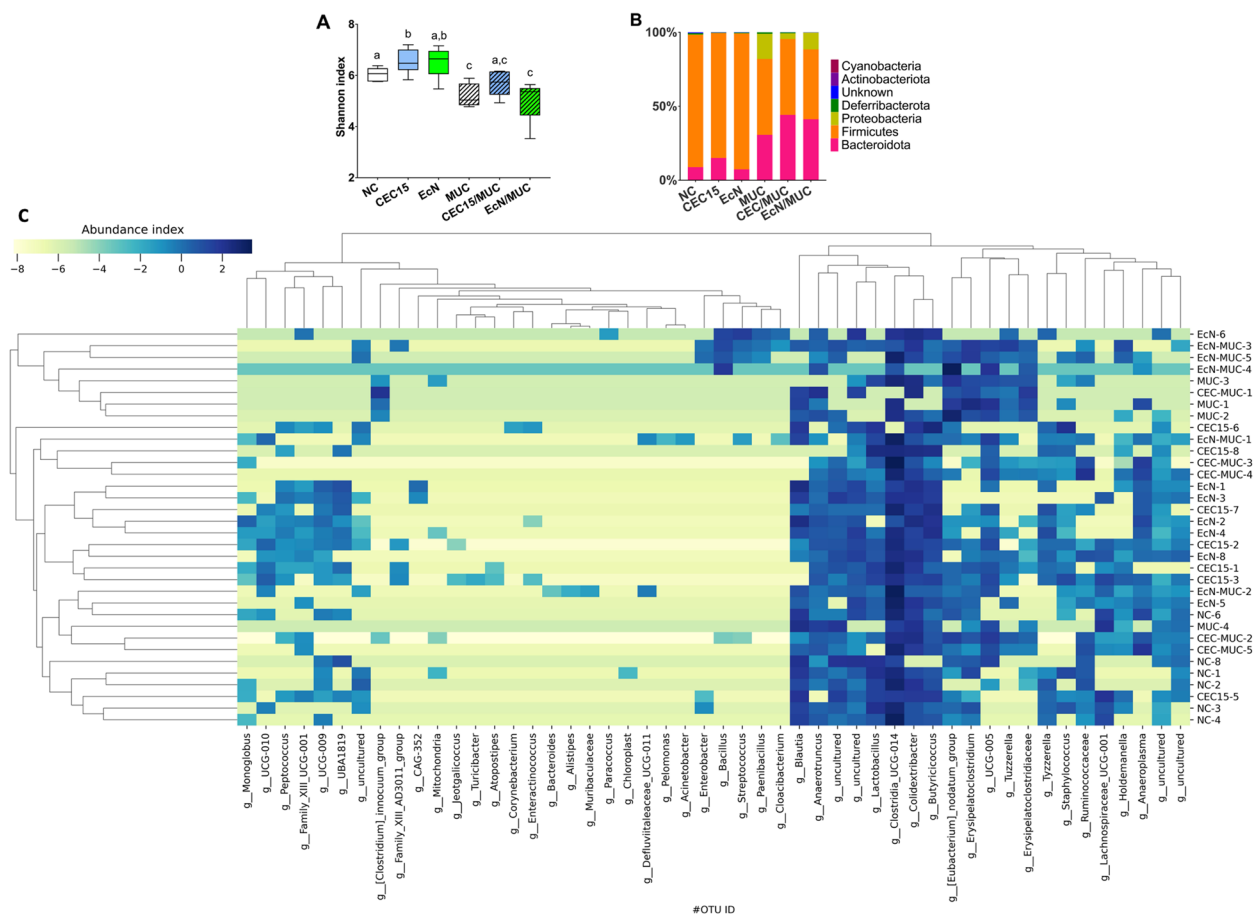 A
Shannon index
8
6
4
2
a
b
a,b
c
a,c
c
NC
CEC15
EcN
MUC
CEC15/MUC
EcN/MUC
B
100%
50%
0%
NC
CEC15
EcN
MUC
CEC/MUC
EcN/MUC
Cyanobacteria
Actinobacteriota
Unknown
Deferribacterota
Proteobacteria
Firmicutes
Bacteroidota
C
Abundance index
−8 −6 −4 −2 0 2
EcN-6
EcN-MUC-3
EcN-MUC-5
EcN-MUC-4
MUC-3
CEC-MUC-1
MUC-1
MUC-2
CEC15-6
EcN-MUC-1
CEC15-8
CEC-MUC-3
CEC-MUC-4
EcN-1
EcN-3
CEC15-7
EcN-2
EcN-4
CEC15-2
EcN-8
CEC15-1
CEC15-3
EcN-MUC-2
EcN-5
NC-6
MUC-4
CEC-MUC-2
CEC-MUC-5
NC-8
NC-1
NC-2
CEC15-5
NC-3
NC-4
g__Monoglobus
g__UCG-010
g__Peptococcus
g__Family_XIII_UCG-001
g__UCG-009
g__UBA1819
g__uncultured
g__[Clostridium]_innocuum_group
g__Family_XIII_AD3011_group
g__CAG-352
g__Mitochondria
g__Jeotgalicoccus
g__Turicibacter
g__Atopostipes
g__Corynebacterium
g__Enteractinococcus
g__Bacteroides
g__Alistipes
g__Muribaculaceae
g__Paracoccus
g__Chloroplast
g__Defluviitaleaceae_UCG-011
g__Pelomonas
g__Acinetobacter
g__Enterobacter
g__Bacillus
g__Streptococcus
g__Paenibacillus
g__Cloacibacterium
g__Blautia
g__Anaerotruncus
g__uncultured
g__uncultured
g__Lactobacillus
g__Clostridia_UCG-014
g__Colidextribacter
g__Butyricicoccus
g__[Eubacterium]_nodatum_group
g__Erysipelatoclostridium
g__UCG-005
g__Tuzzerella
g__Erysipelatoclostridiaceae
g__Tyzzerella
g__Staphylococcus
g__Ruminococcaceae
g__Lachnospiraceae_UCG-001
g__Holdemanella
g__Anaeroplasma
g__uncultured
g__uncultured
#OTU ID